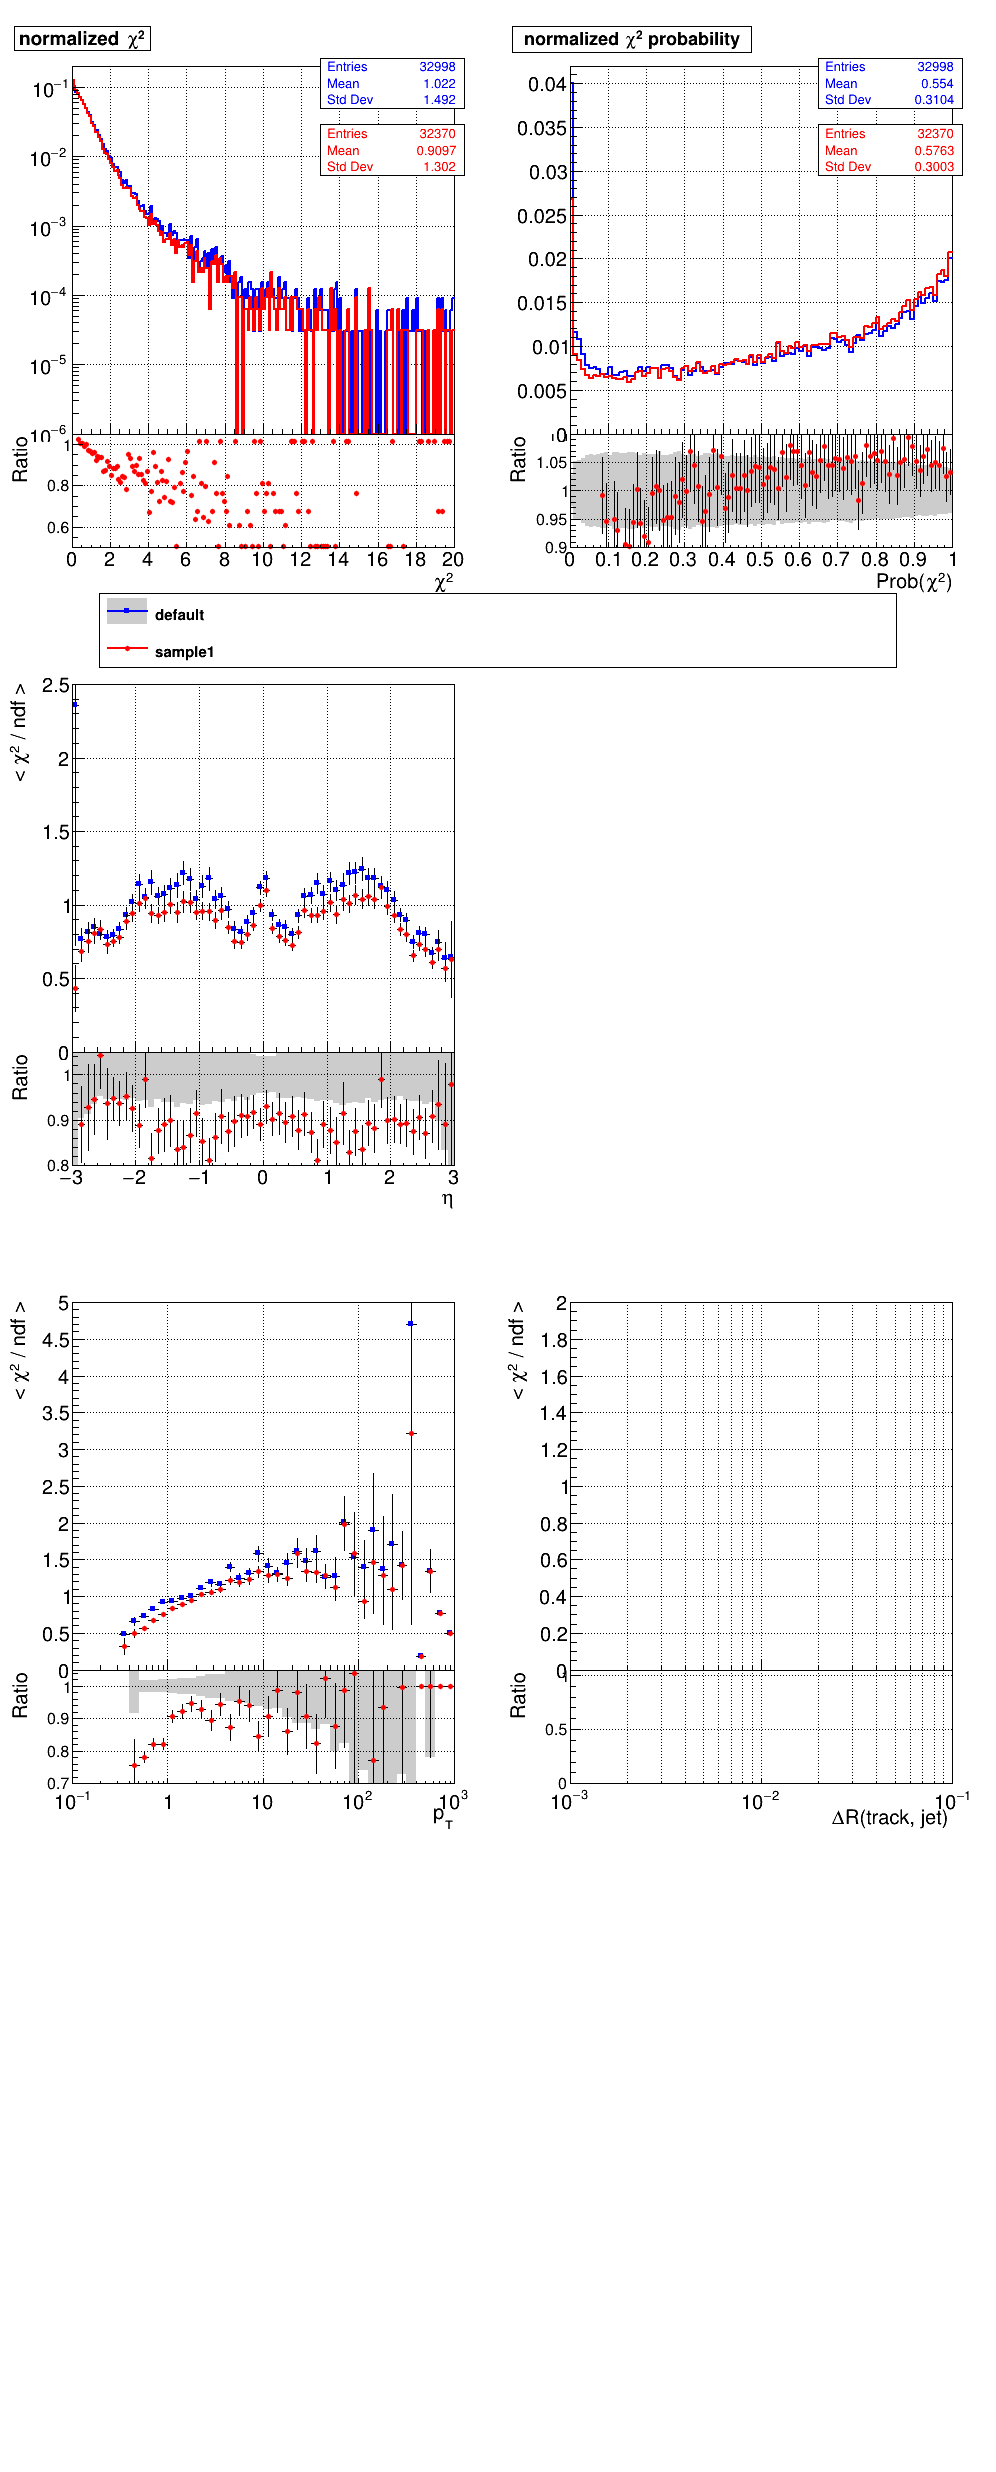 normalized χ²
Entries 32998
Mean 1.022
Std Dev 1.492
Entries 32370
Mean 0.9097
Std Dev 1.302
10⁻¹
10⁻²
10⁻³
10⁻⁴
10⁻⁵
10⁻⁶
Ratio
1
0.8
0.6
0 2 4 6 8 10 12 14 16 18 20
χ²
normalized χ² probability
Entries 32998
Mean 0.554
Std Dev 0.3104
Entries 32370
Mean 0.5763
Std Dev 0.3003
0.04
0.035
0.03
0.025
0.02
0.015
0.01
0.005
0
Ratio
1.05
1
0.95
0.9
0 0.1 0.2 0.3 0.4 0.5 0.6 0.7 0.8 0.9 1
Prob(χ²)
default
sample1
< χ² / ndf >
2.5
2
1.5
1
0.5
0
Ratio
1
0.9
0.8
−3 −2 −1 0 1 2 3
η
< χ² / ndf >
5
4.5
4
3.5
3
2.5
2
1.5
1
0.5
0
Ratio
1
0.9
0.8
0.7
10⁻¹ 1 10 10² 10³
p_T
< χ² / ndf >
2
1.8
1.6
1.4
1.2
1
0.8
0.6
0.4
0.2
0
Ratio
1
0.5
0
10⁻³ 10⁻² 10⁻¹
ΔR(track, jet)